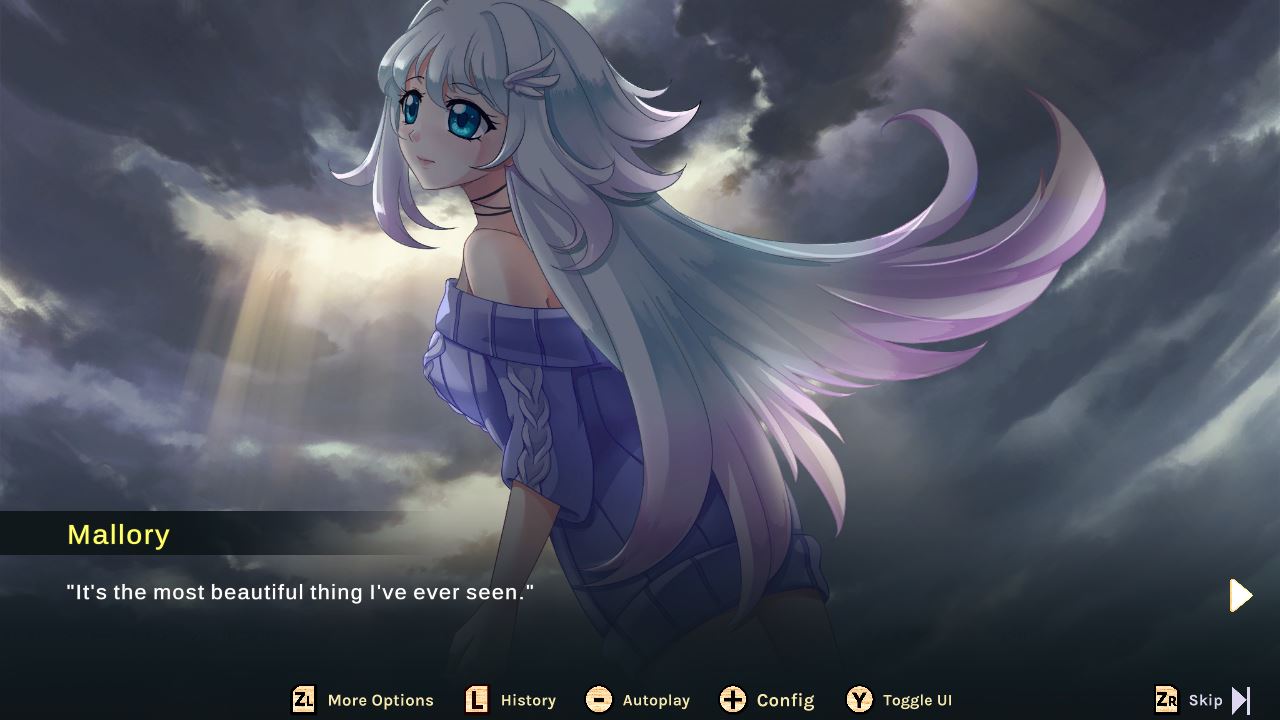 Mallory
"It's the most beautiful thing I've ever seen."
ZL More Options L History - Autoplay + Config Y Toggle UI ZR Skip